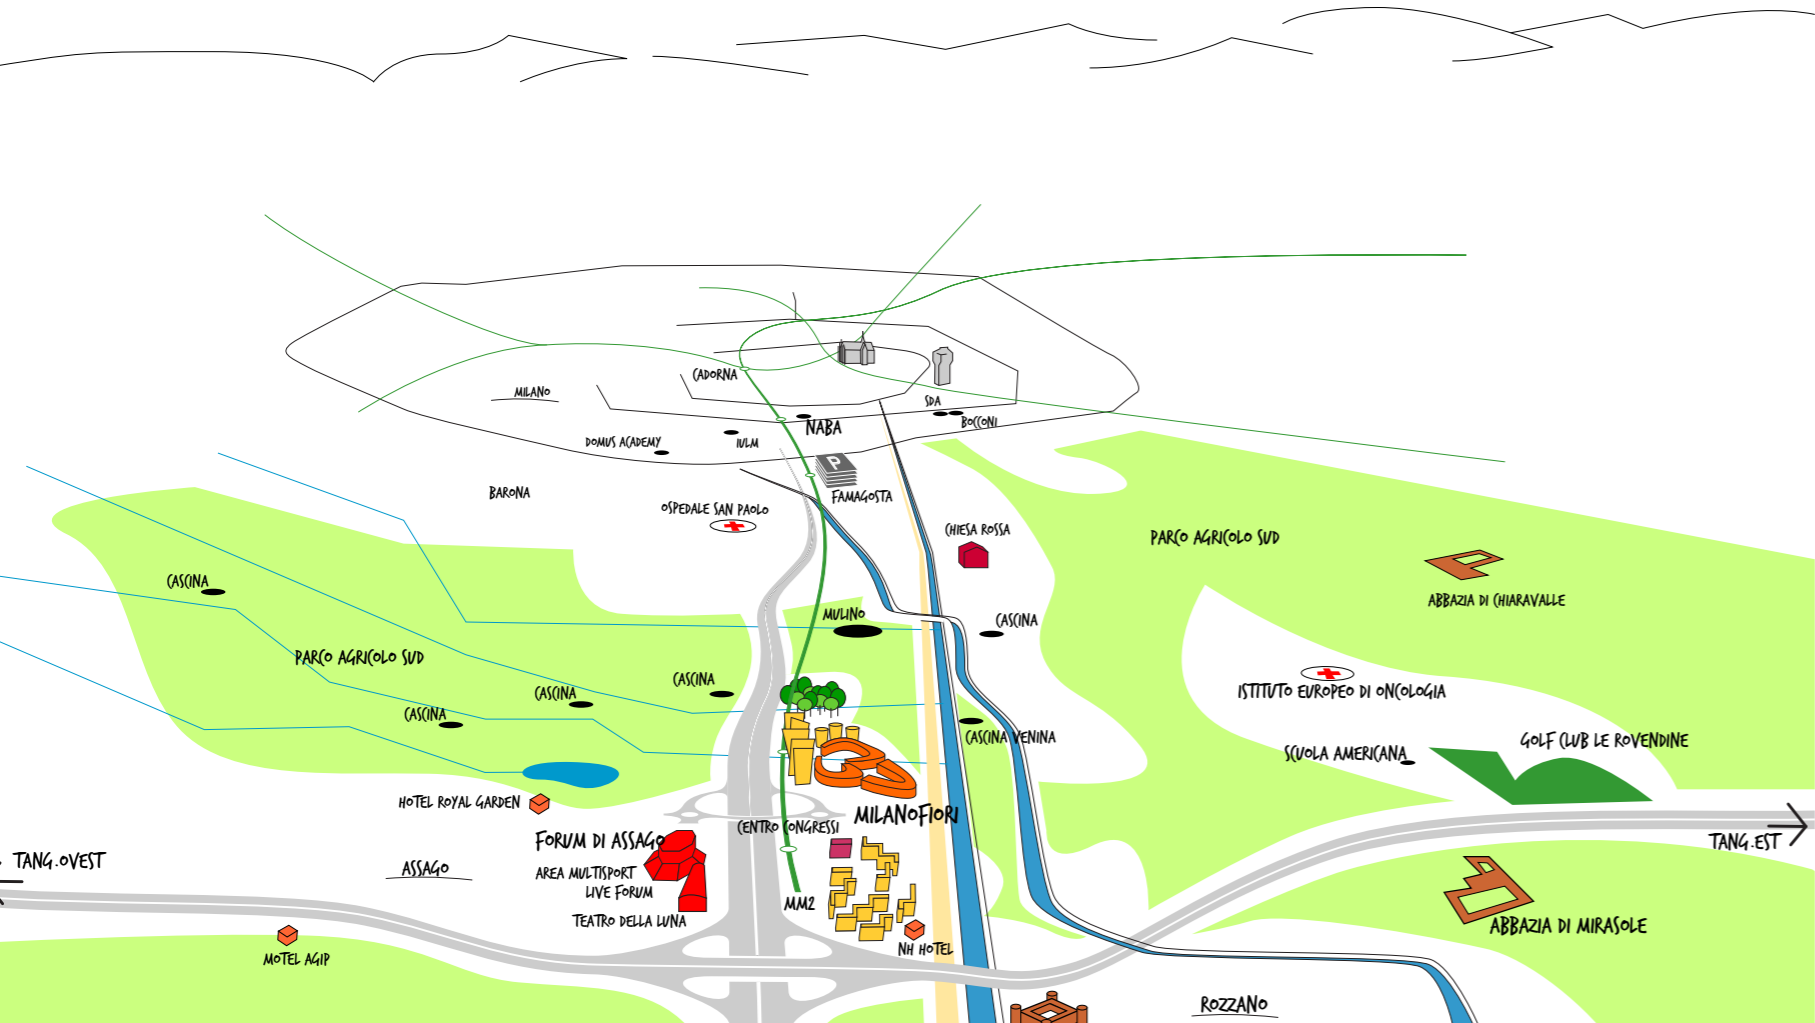 CADORNA
MILANO
SDA
BOCCONI
NABA
DOMUS ACADEMY
IULM
P
BARONA
FAMAGOSTA
OSPEDALE SAN PAOLO
CHIESA ROSSA
PARCO AGRICOLO SUD
CASCINA
ABBAZIA DI CHIARAVALLE
MULINO
CASCINA
PARCO AGRICOLO SUD
CASCINA
CASCINA
CASCINA
ISTITUTO EUROPEO DI ONCOLOGIA
CASCINA VENINA
SCUOLA AMERICANA
GOLF CLUB LE ROVENDINE
HOTEL ROYAL GARDEN
MILANOFIORI
CENTRO CONGRESSI
FORUM DI ASSAGO
TANG.EST
TANG.OVEST
ASSAGO
AREA MULTISPORT
LIVE FORUM
MM2
TEATRO DELLA LUNA
ABBAZIA DI MIRASOLE
NH HOTEL
MOTEL AGIP
ROZZANO